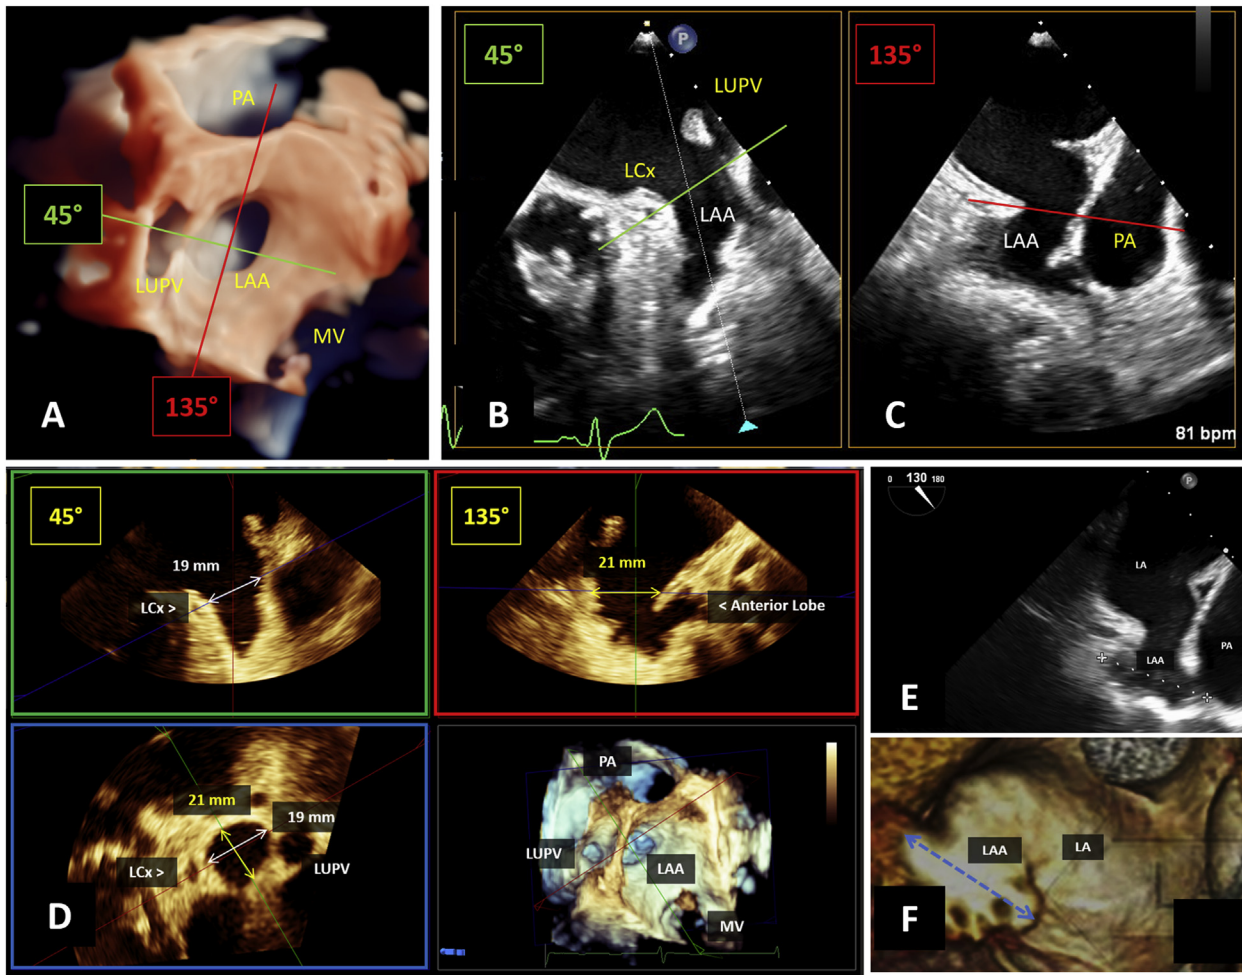 PA
45°
LUPV
LAA
MV
135°
A
45°
P
LUPV
LCx
LAA
B
135°
LAA
PA
C
81 bpm
45°
19 mm
LCx >
135°
21 mm
< Anterior Lobe
21 mm
19 mm
LCx >
LUPV
D
PA
LUPV
LAA
MV
0 130 180
P
LA
LAA
PA
E
LAA
LA
F